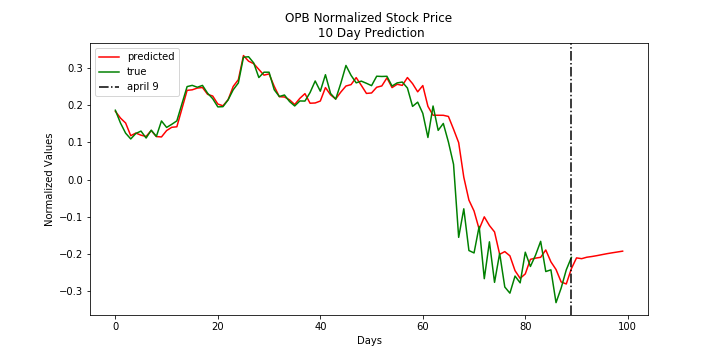 OPB Normalized Stock Price
10 Day Prediction
predicted
true
april 9
Normalized Values
0.3
0.2
0.1
0.0
−0.1
−0.2
−0.3
0
20
40
60
80
100
Days